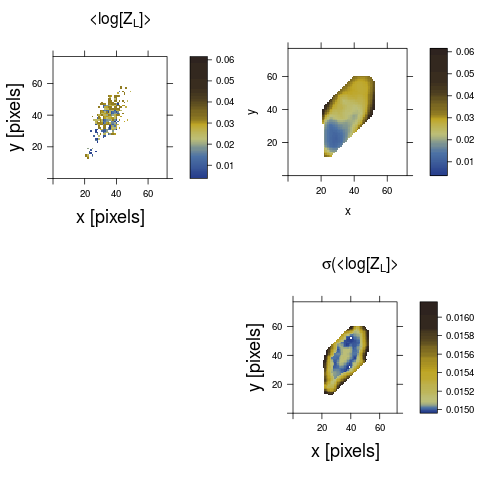 <log[Z_L]>
0.06
0.05
0.04
0.03
0.02
0.01
60
40
20
20 40 60
y [pixels]
x [pixels]
0.06
0.05
0.04
0.03
0.02
0.01
60
40
20
20 40 60
y
x
σ(<log[Z_L]>
0.0160
0.0158
0.0156
0.0154
0.0152
0.0150
60
40
20
20 40 60
y [pixels]
x [pixels]